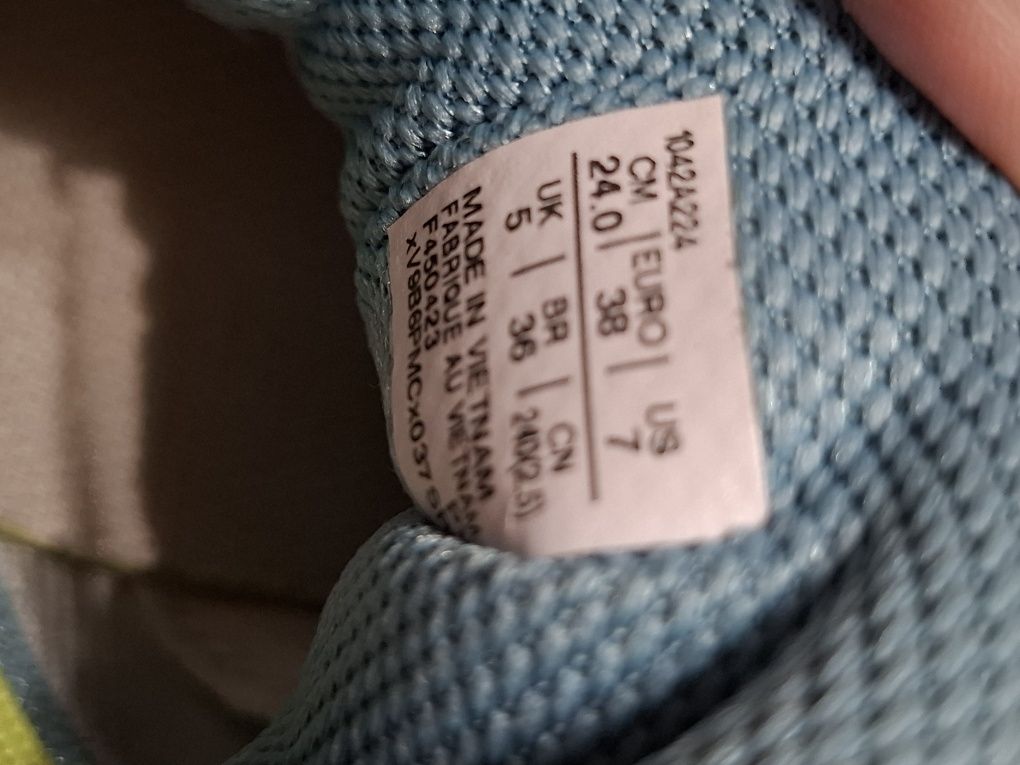 1042A224
CM | EURO | US
24.0 | 38 | 7
UK | BR | CN
5 | 36 | 240(2.5)
MADE IN VIETNAM
FABRIQUE AU VIETNAM
F450423